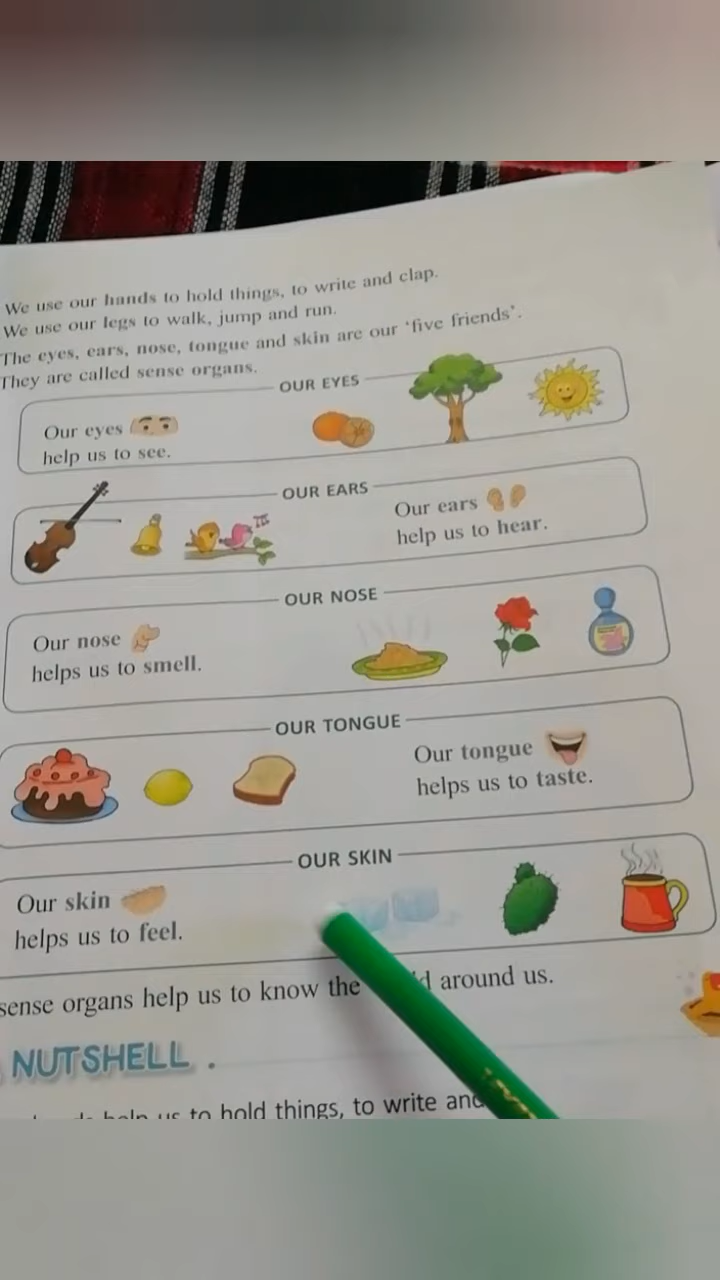 We use our hands to hold things, to write and clap.
We use our legs to walk, jump and run.
The eyes, ears, nose, tongue and skin are our 'five friends'.
They are called sense organs.
OUR EYES
Our eyes
help us to see.
OUR EARS
Our ears
help us to hear.
OUR NOSE
Our nose
helps us to smell.
OUR TONGUE
Our tongue
helps us to taste.
OUR SKIN
Our skin
helps us to feel.
sense organs help us to know the around us.
NUTSHELL .
help us to hold things, to write and